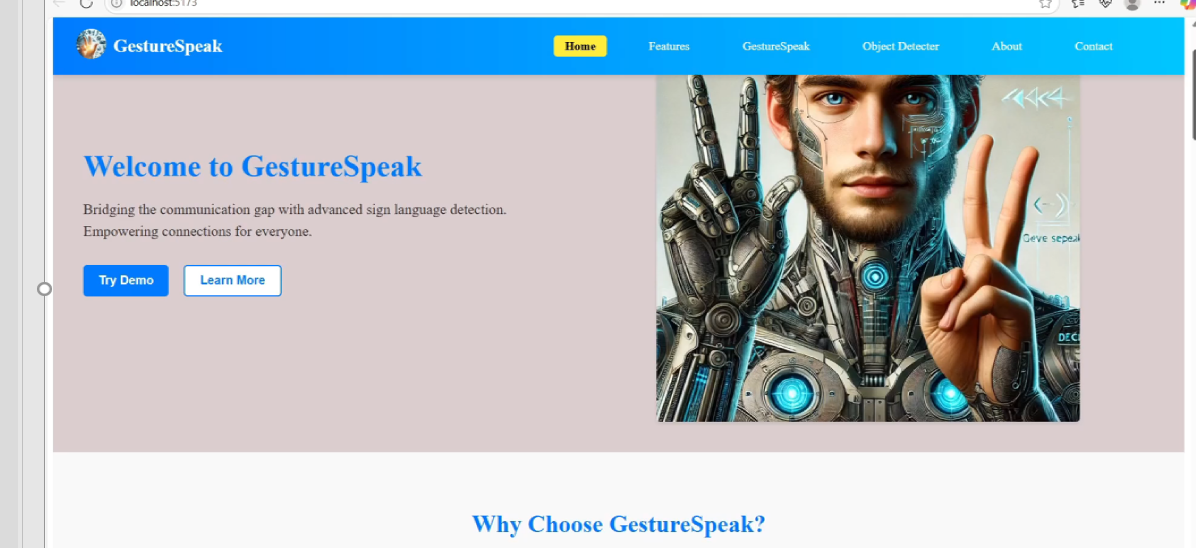 localhost:5173
GestureSpeak
Home Features GestureSpeak Object Detecter About Contact
Welcome to GestureSpeak
Bridging the communication gap with advanced sign language detection.
Empowering connections for everyone.
Try Demo Learn More
Geve sepeak
DECI
Why Choose GestureSpeak?